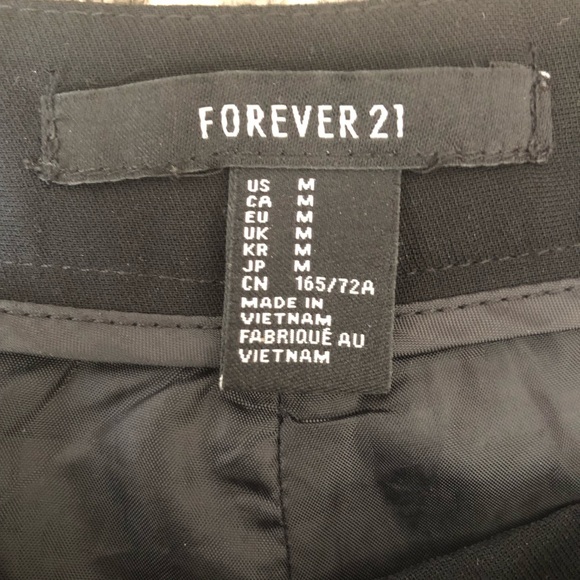 FOREVER 21
US M
CA M
EU M
UK M
KR M
JP M
CN 165/72A
MADE IN
VIETNAM
FABRIQUÉ AU
VIETNAM